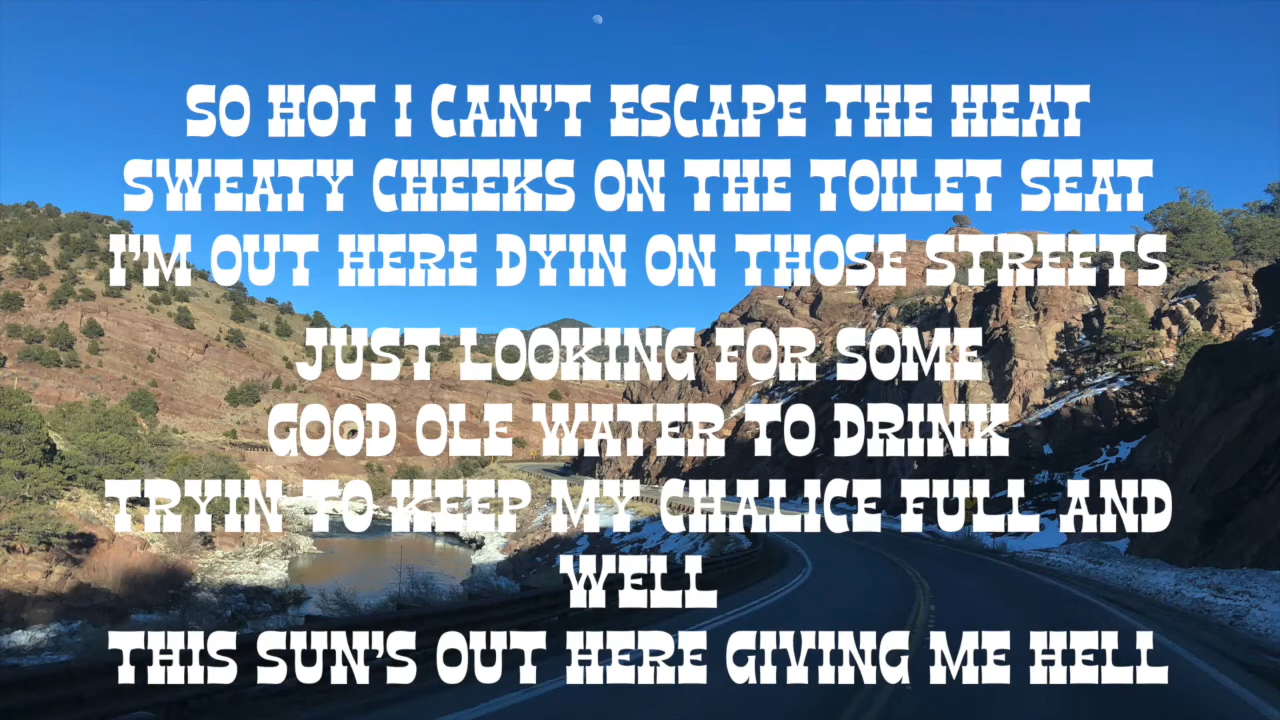 SO HOT I CAN'T ESCAPE THE HEAT
SWEATY CHEEKS ON THE TOILET SEAT
I'M OUT HERE DYIN ON THOSE STREETS
JUST LOOKING FOR SOME
GOOD OLE WATER TO DRINK
TRYIN TO KEEP MY CHALICE FULL AND
WELL
THIS SUN'S OUT HERE GIVING ME HELL